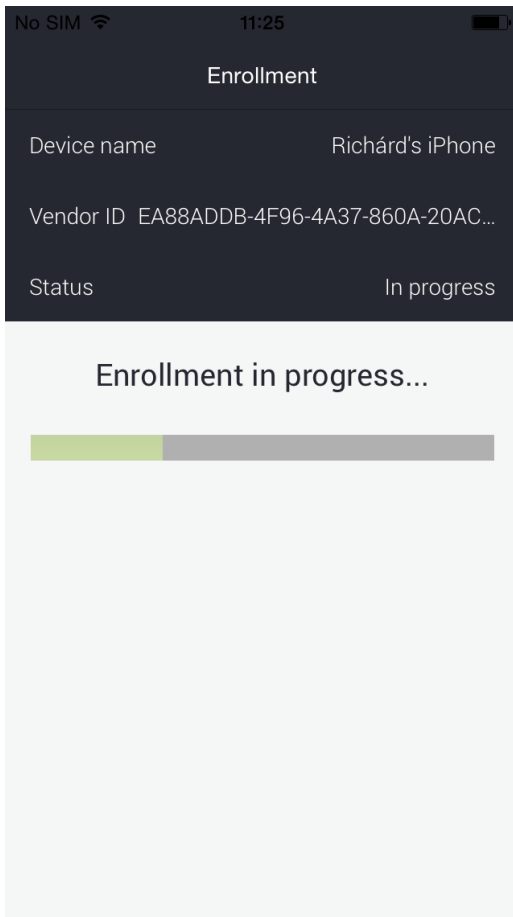 No SIM 11:25
Enrollment
Device name Richárd's iPhone
Vendor ID EA88ADDB-4F96-4A37-860A-20AC...
Status In progress
Enrollment in progress...